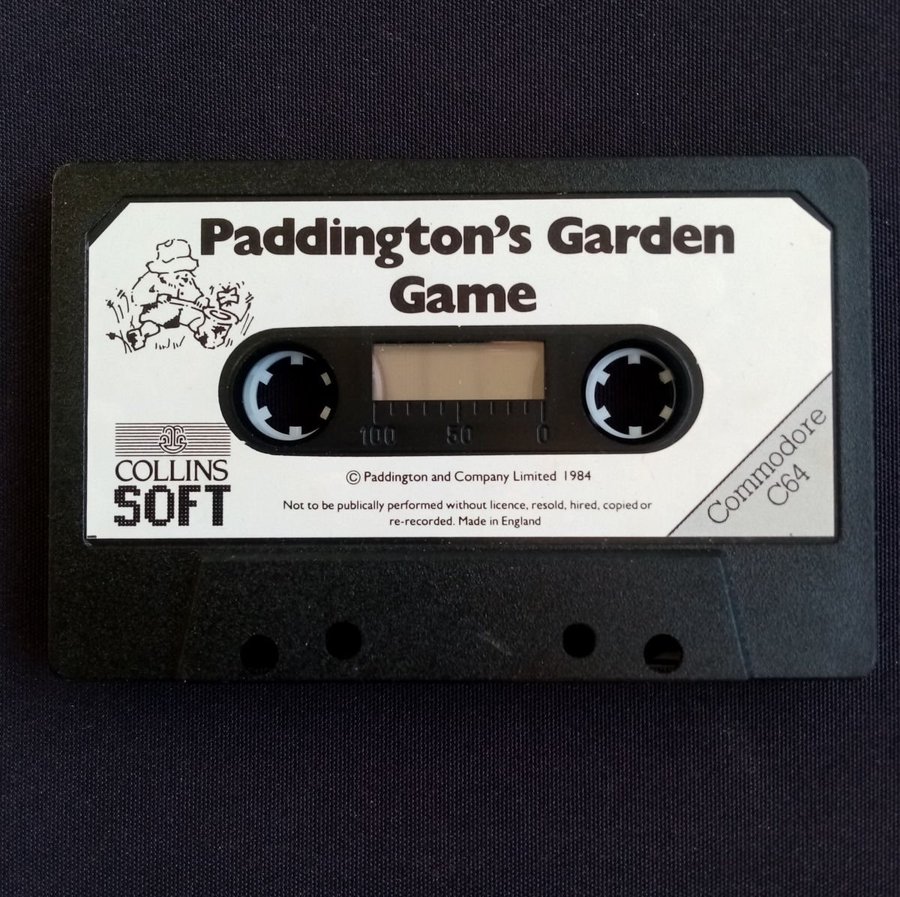 Paddington's Garden
Game
100 50 0
COLLINS
SOFT
© Paddington and Company Limited 1984
Not to be publically performed without licence, resold, hired, copied or
re-recorded. Made in England
Commodore
C64